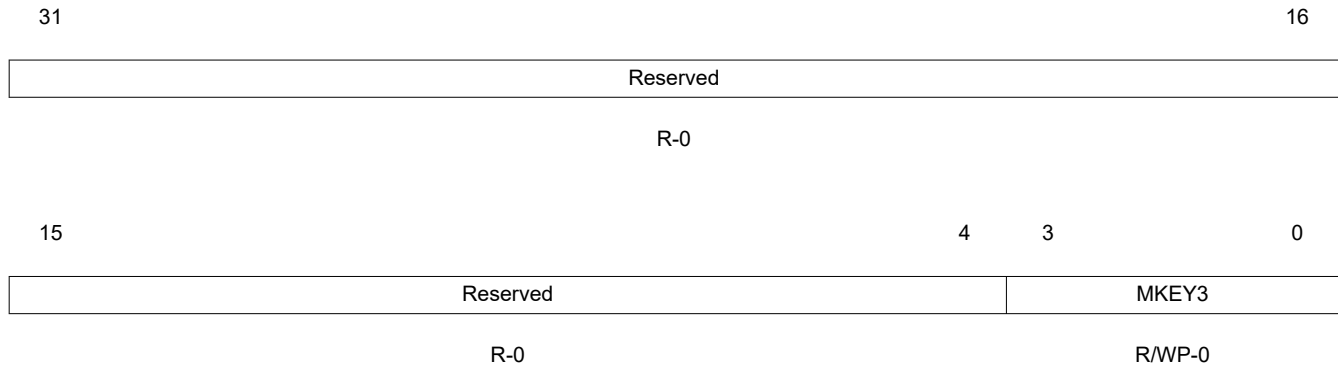 31 16
Reserved
R-0
15 4 3 0
Reserved MKEY3
R-0 R/WP-0